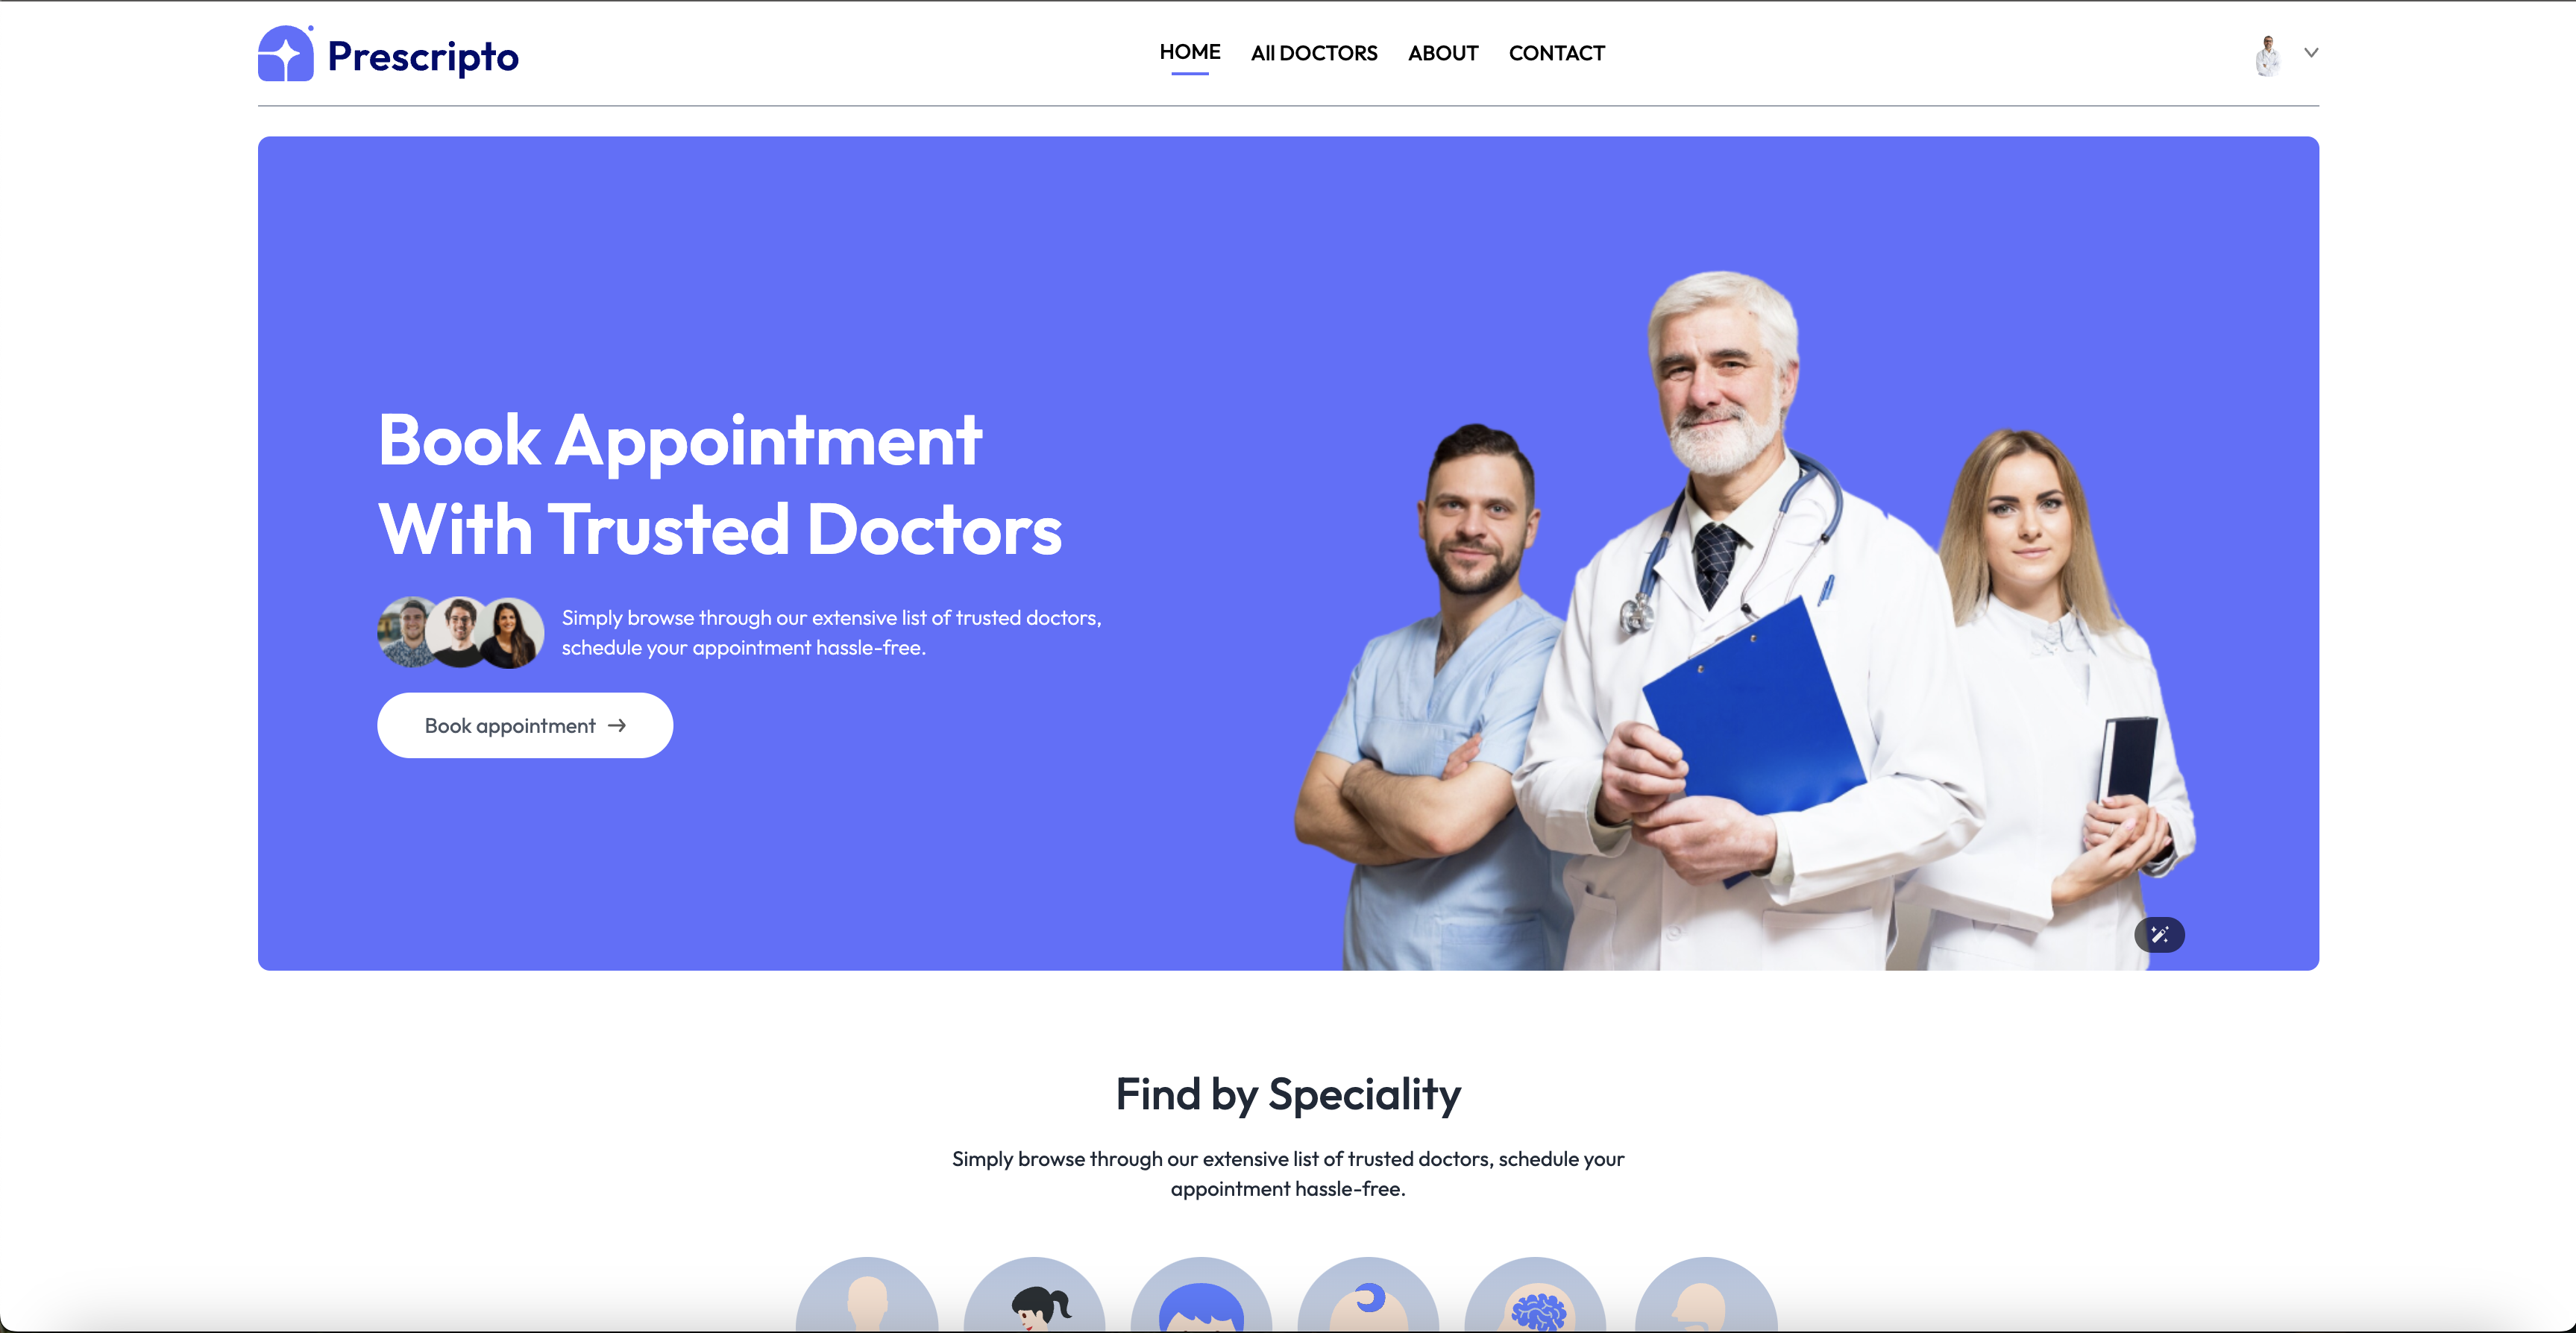 Prescripto
HOME
All DOCTORS
ABOUT
CONTACT
Book Appointment
With Trusted Doctors
Simply browse through our extensive list of trusted doctors,
schedule your appointment hassle-free.
Book appointment
Find by Speciality
Simply browse through our extensive list of trusted doctors, schedule your
appointment hassle-free.